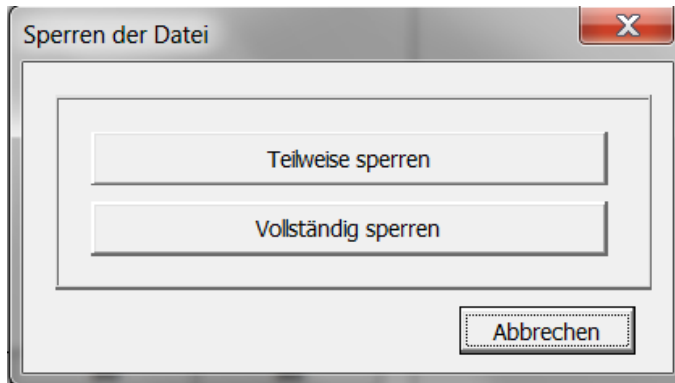 Sperren der Datei
Teilweise sperren
Vollständig sperren
Abbrechen